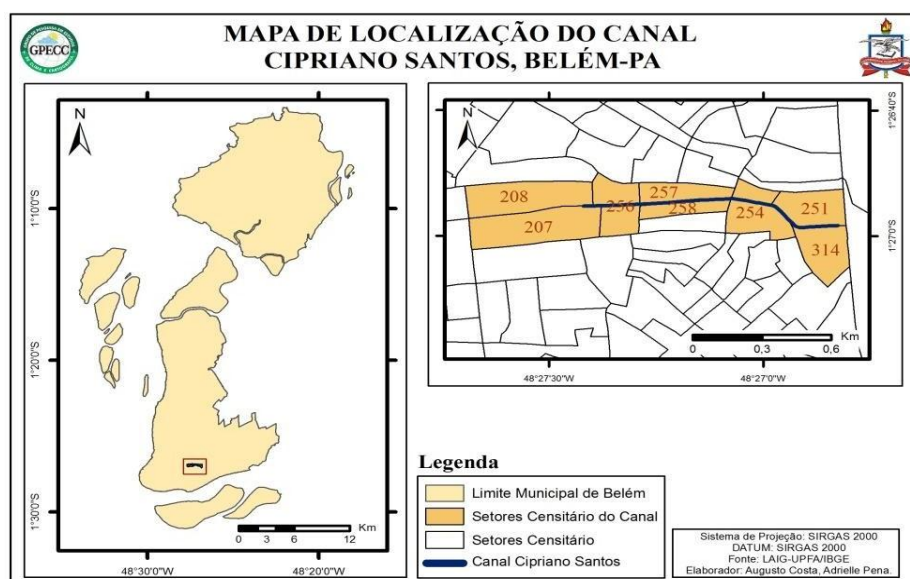 MAPA DE LOCALIZAÇÃO DO CANAL
CIPRIANO SANTOS, BELÉM-PA
GPECC
N
1°10'0"S
1°20'0"S
1°30'0"S
48°30'0"W
48°20'0"W
Km
0 3 6 12
N
1°26'40"S
1°27'0"S
208
207
256
257
258
254
251
314
Km
0 0,3 0,6
48°27'30"W
48°27'0"W
Legenda
Limite Municipal de Belém
Setores Censitário do Canal
Setores Censitário
Canal Cipriano Santos
Sistema de Projeção: SIRGAS 2000
DATUM: SIRGAS 2000
Fonte: LAIG-UPFA/IBGE
Elaborador: Augusto Costa, Adrielle Pena.